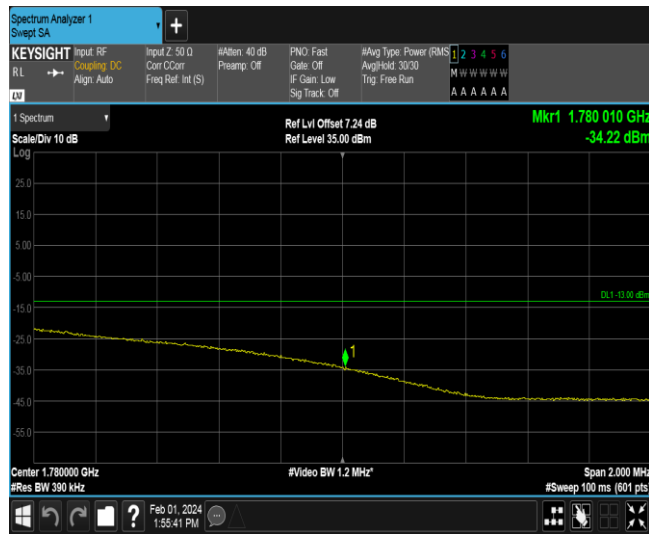 Spectrum Analyzer 1
Swept SA
+
KEYSIGHT
RL
LXI
Input: RF
Coupling: DC
Align: Auto
Input Z: 50 Ω
Corr CCorr
Freq Ref: Int (S)
#Atten: 40 dB
Preamp: Off
PNO: Fast
Gate: Off
IF Gain: Low
Sig Track: Off
#Avg Type: Power (RMS
Avg|Hold: 30/30
Trig: Free Run
1 2 3 4 5 6
M W W W W W
A A A A A A
1 Spectrum
Scale/Div 10 dB
Ref Lvl Offset 7.24 dB
Ref Level 35.00 dBm
Mkr1 1.780 010 GHz
-34.22 dBm
Log
25.0
15.0
5.00
-5.00
DL1 -13.00 dBm
-15.0
-25.0
1
-35.0
-45.0
-55.0
Center 1.780000 GHz
#Res BW 390 kHz
#Video BW 1.2 MHz*
Span 2.000 MHz
#Sweep 100 ms (601 pts)
?
Feb 01, 2024
1:55:41 PM